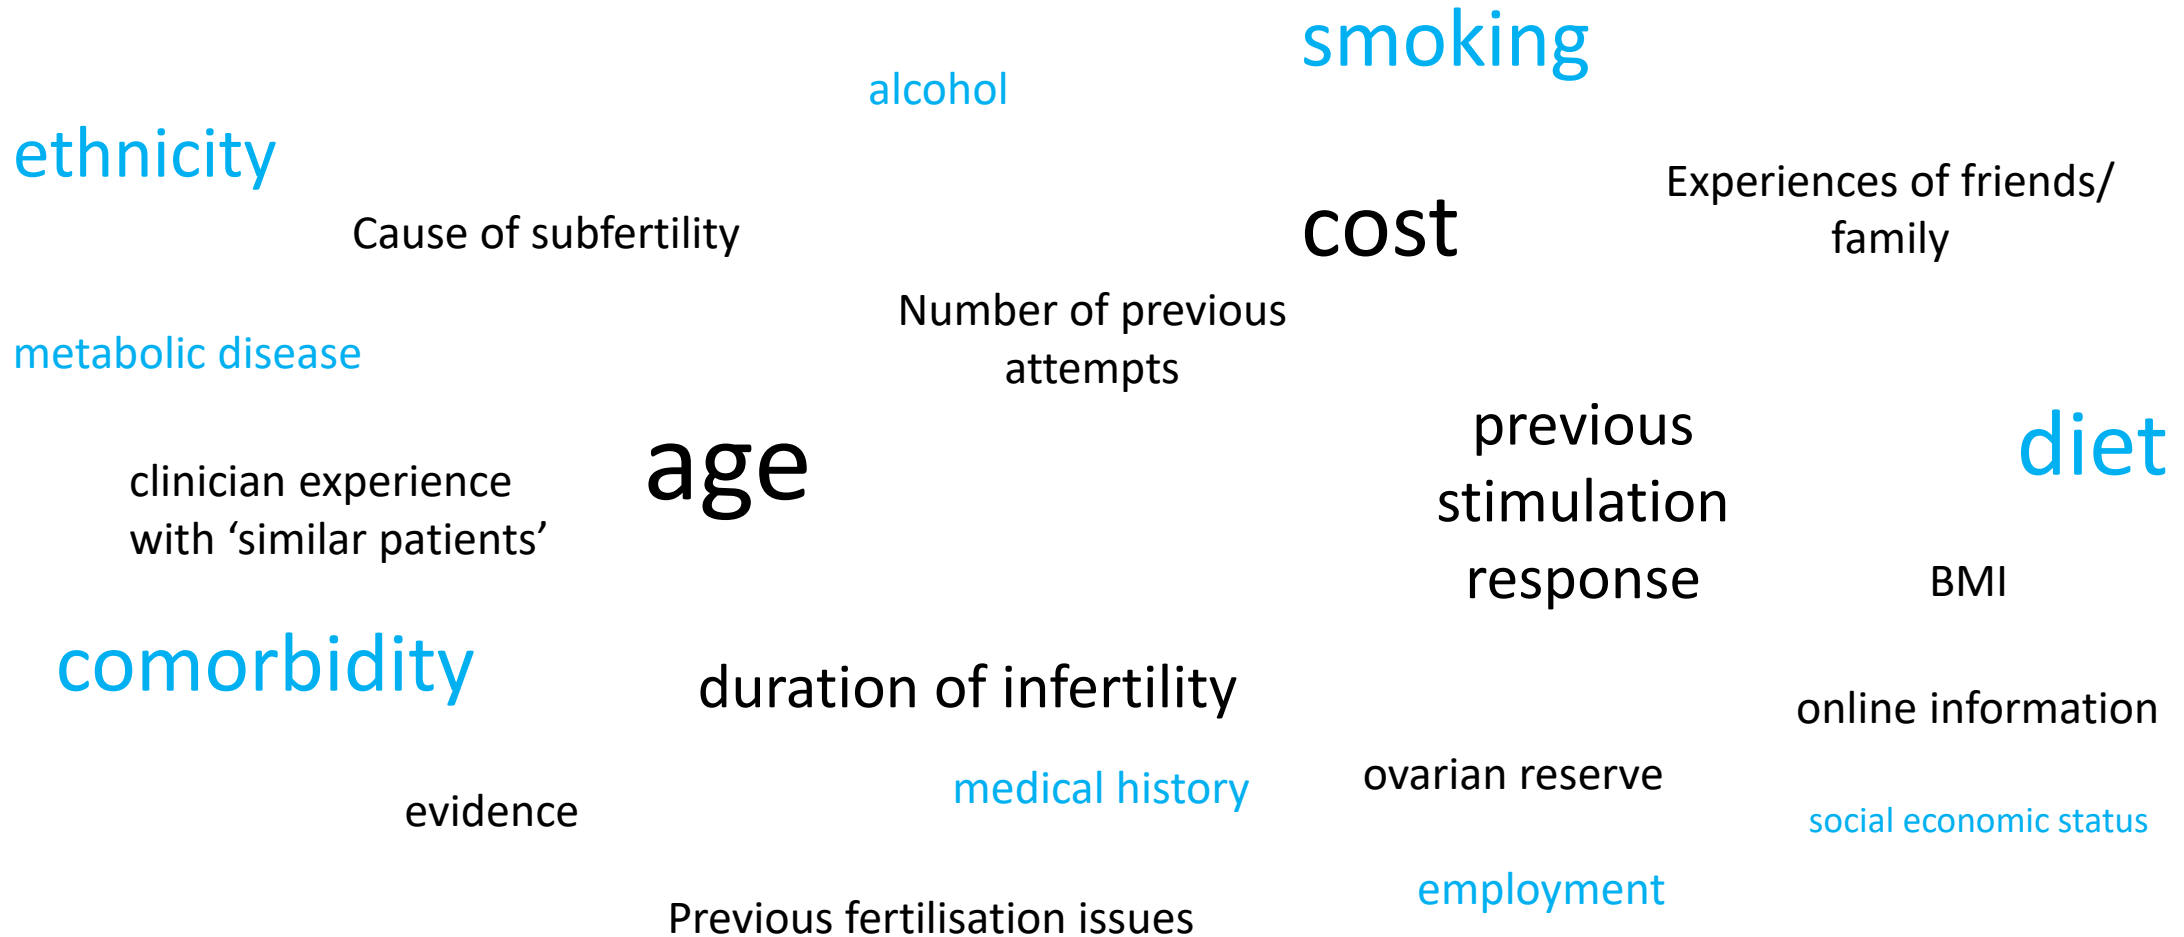 smoking
alcohol
ethnicity
Experiences of friends/
family
Cause of subfertility
cost
Number of previous
attempts
metabolic disease
previous
stimulation
response
diet
age
clinician experience
with ‘similar patients’
BMI
comorbidity
duration of infertility
online information
ovarian reserve
medical history
evidence
social economic status
employment
Previous fertilisation issues